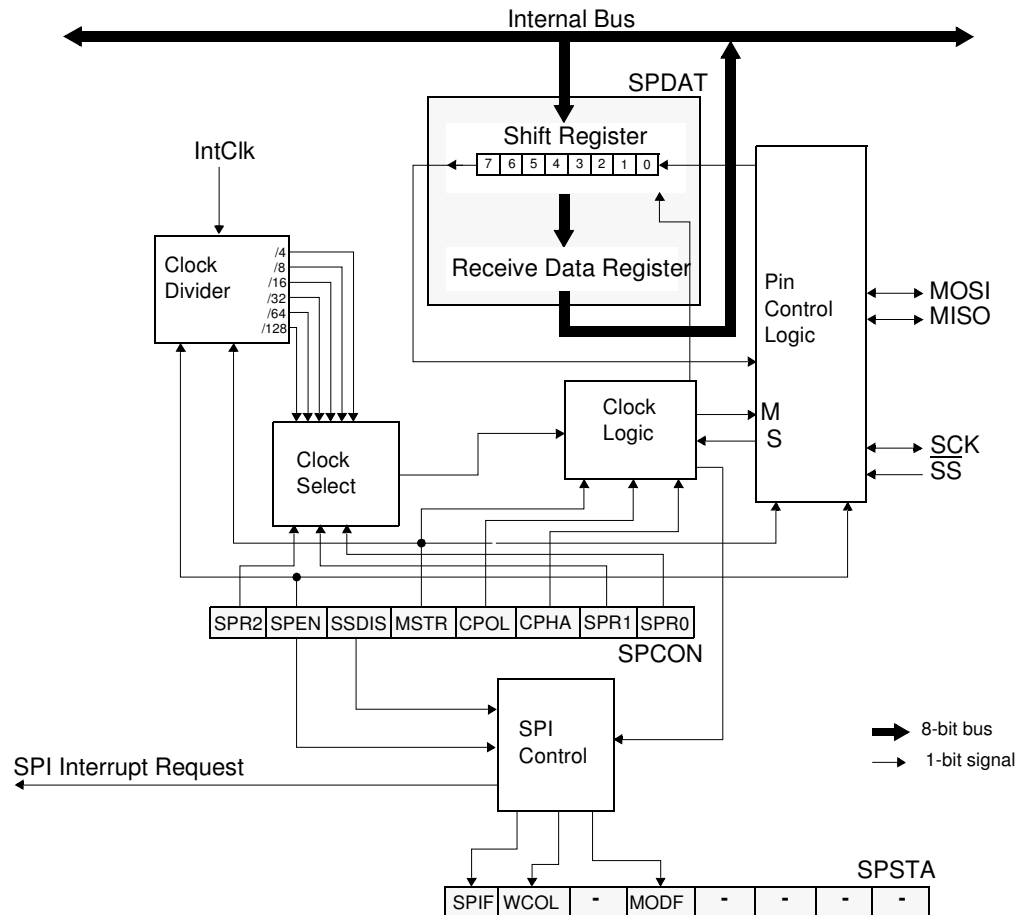 Internal Bus
SPDAT
Shift Register
7 6 5 4 3 2 1 0
IntClk
Clock
Divider
/4
/8
/16
/32
/64
/128
Receive Data Register
Pin
Control
Logic
MOSI
MISO
Clock
Logic
M
S
SCK
SS
Clock
Select
SPR2 SPEN SSDIS MSTR CPOL CPHA SPR1 SPR0
SPCON
SPI
Control
8-bit bus
1-bit signal
SPI Interrupt Request
SPSTA
SPIF WCOL - MODF - - - -